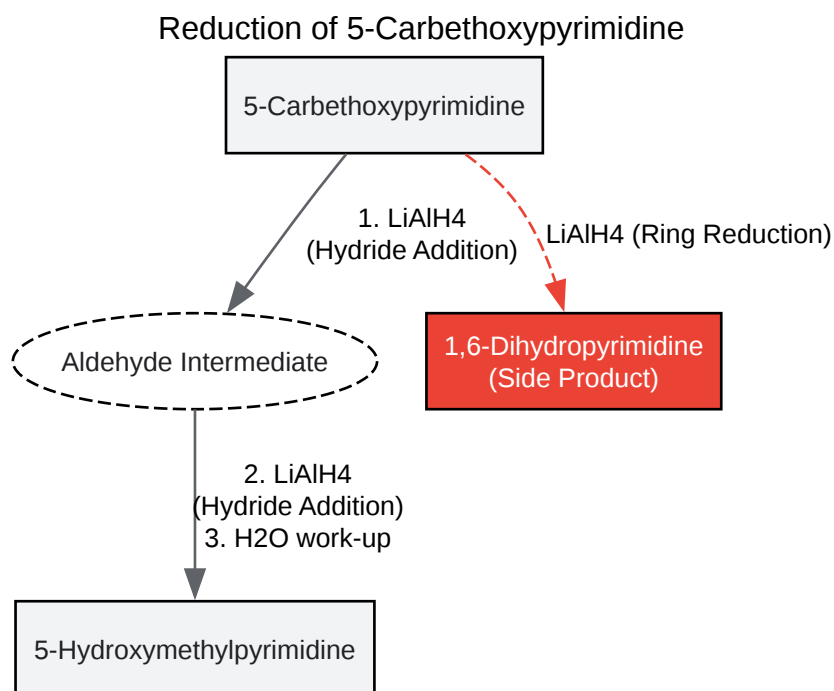 Reduction of 5-Carbethoxypyrimidine
5-Carbethoxypyrimidine
1. LiAlH4
(Hydride Addition)
LiAlH4 (Ring Reduction)
Aldehyde Intermediate
1,6-Dihydropyrimidine
(Side Product)
2. LiAlH4
(Hydride Addition)
3. H2O work-up
5-Hydroxymethylpyrimidine